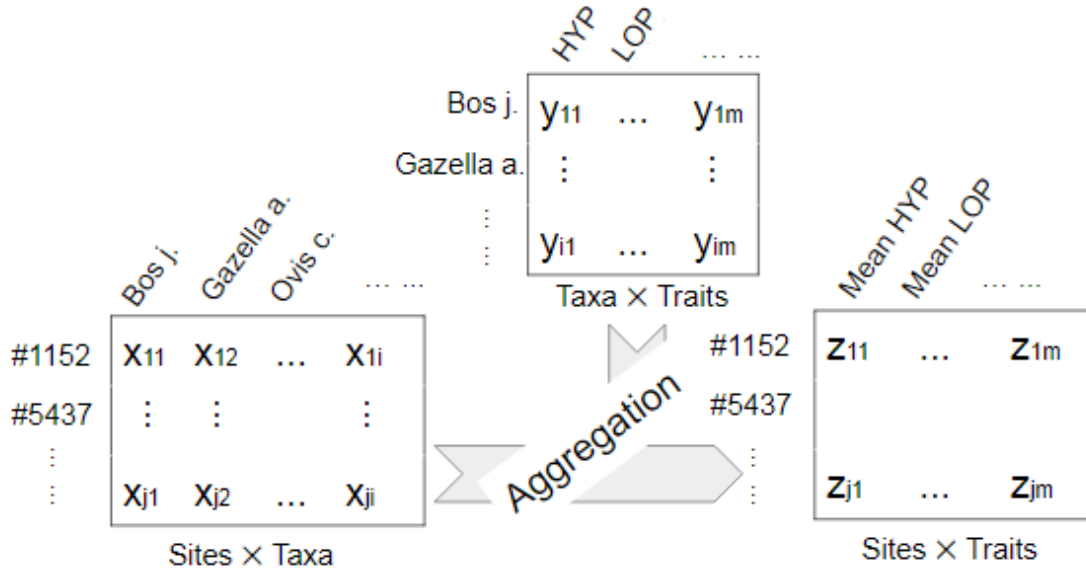 HYP LOP ... ...
Bos j. y11 ... y1m
Gazella a. ⋮ ⋮
⋮ yi1 ... yim
Taxa × Traits
Bos j. Gazella a. Ovis c. ... ...
#1152 x11 x12 ... x1i
#5437 ⋮ ⋮ ⋮
⋮ xj1 xj2 ... xji
Sites × Taxa
Aggregation
Mean HYP Mean LOP ... ...
#1152 z11 ... z1m
#5437
⋮ zj1 ... zjm
Sites × Traits